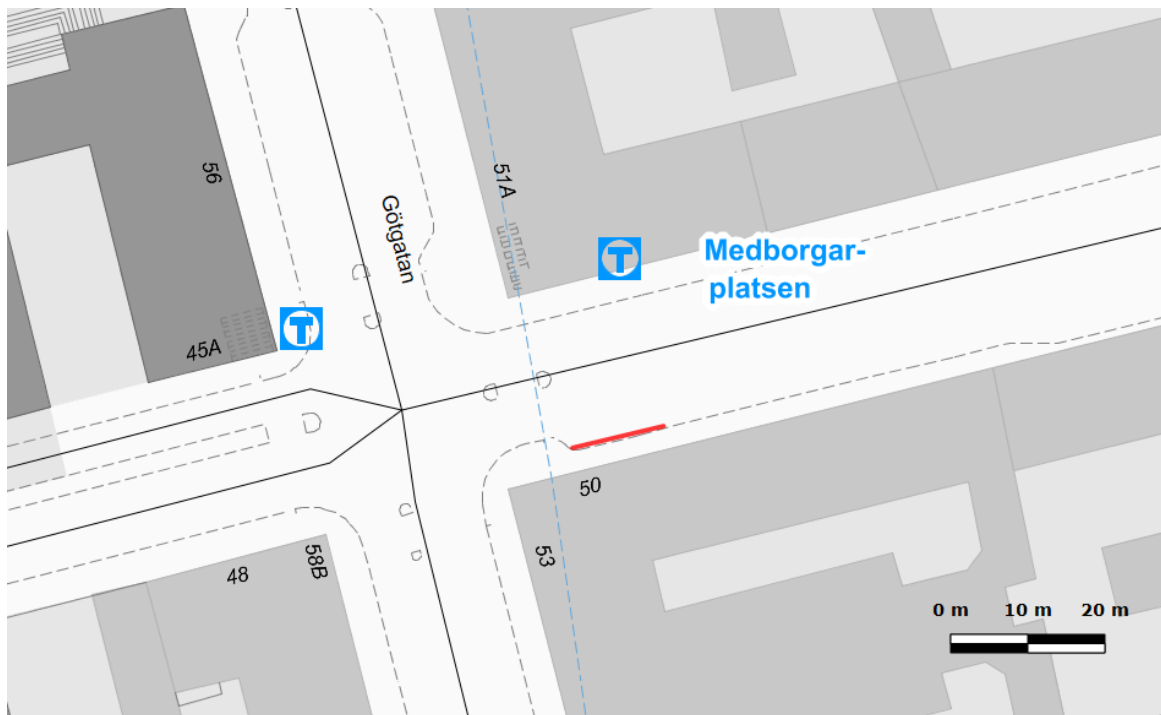 56
51A
Götgatan
T
Medborgar-
platsen
T
45A
50
53
58B
48
0 m 10 m 20 m